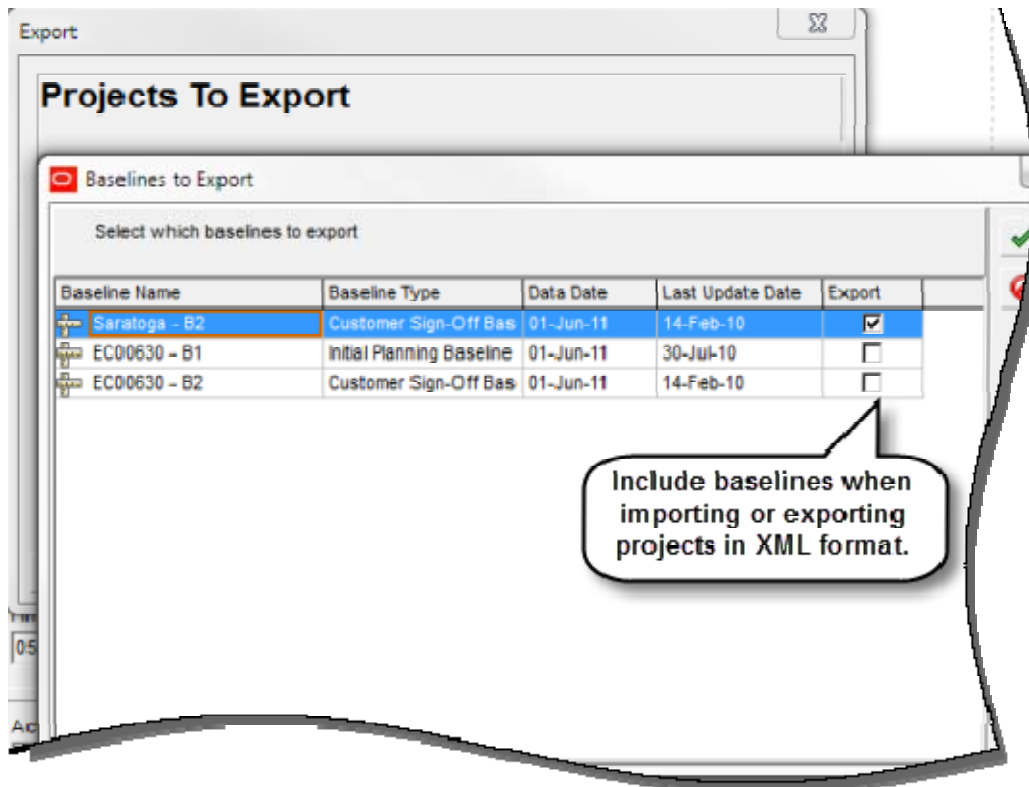 Export
Projects To Export
Baselines to Export
Select which baselines to export
Baseline Name Baseline Type Data Date Last Update Date Export
Saratoga - B2 Customer Sign-Off Bas 01-Jun-11 14-Feb-10
EC00630 - B1 Initial Planning Baseline 01-Jun-11 30-Jul-10
EC00630 - B2 Customer Sign-Off Bas 01-Jun-11 14-Feb-10
Include baselines when
importing or exporting
projects in XML format.